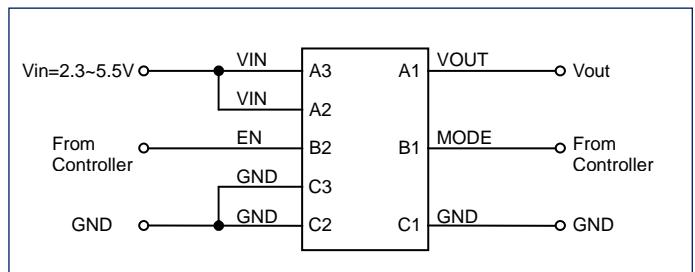 VIN
VOUT
Vin=2.3~5.5V
A3
A1
Vout
VIN
A2
EN
MODE
From
Controller
B2
B1
From
Controller
GND
C3
GND
GND
GND
C2
C1
GND